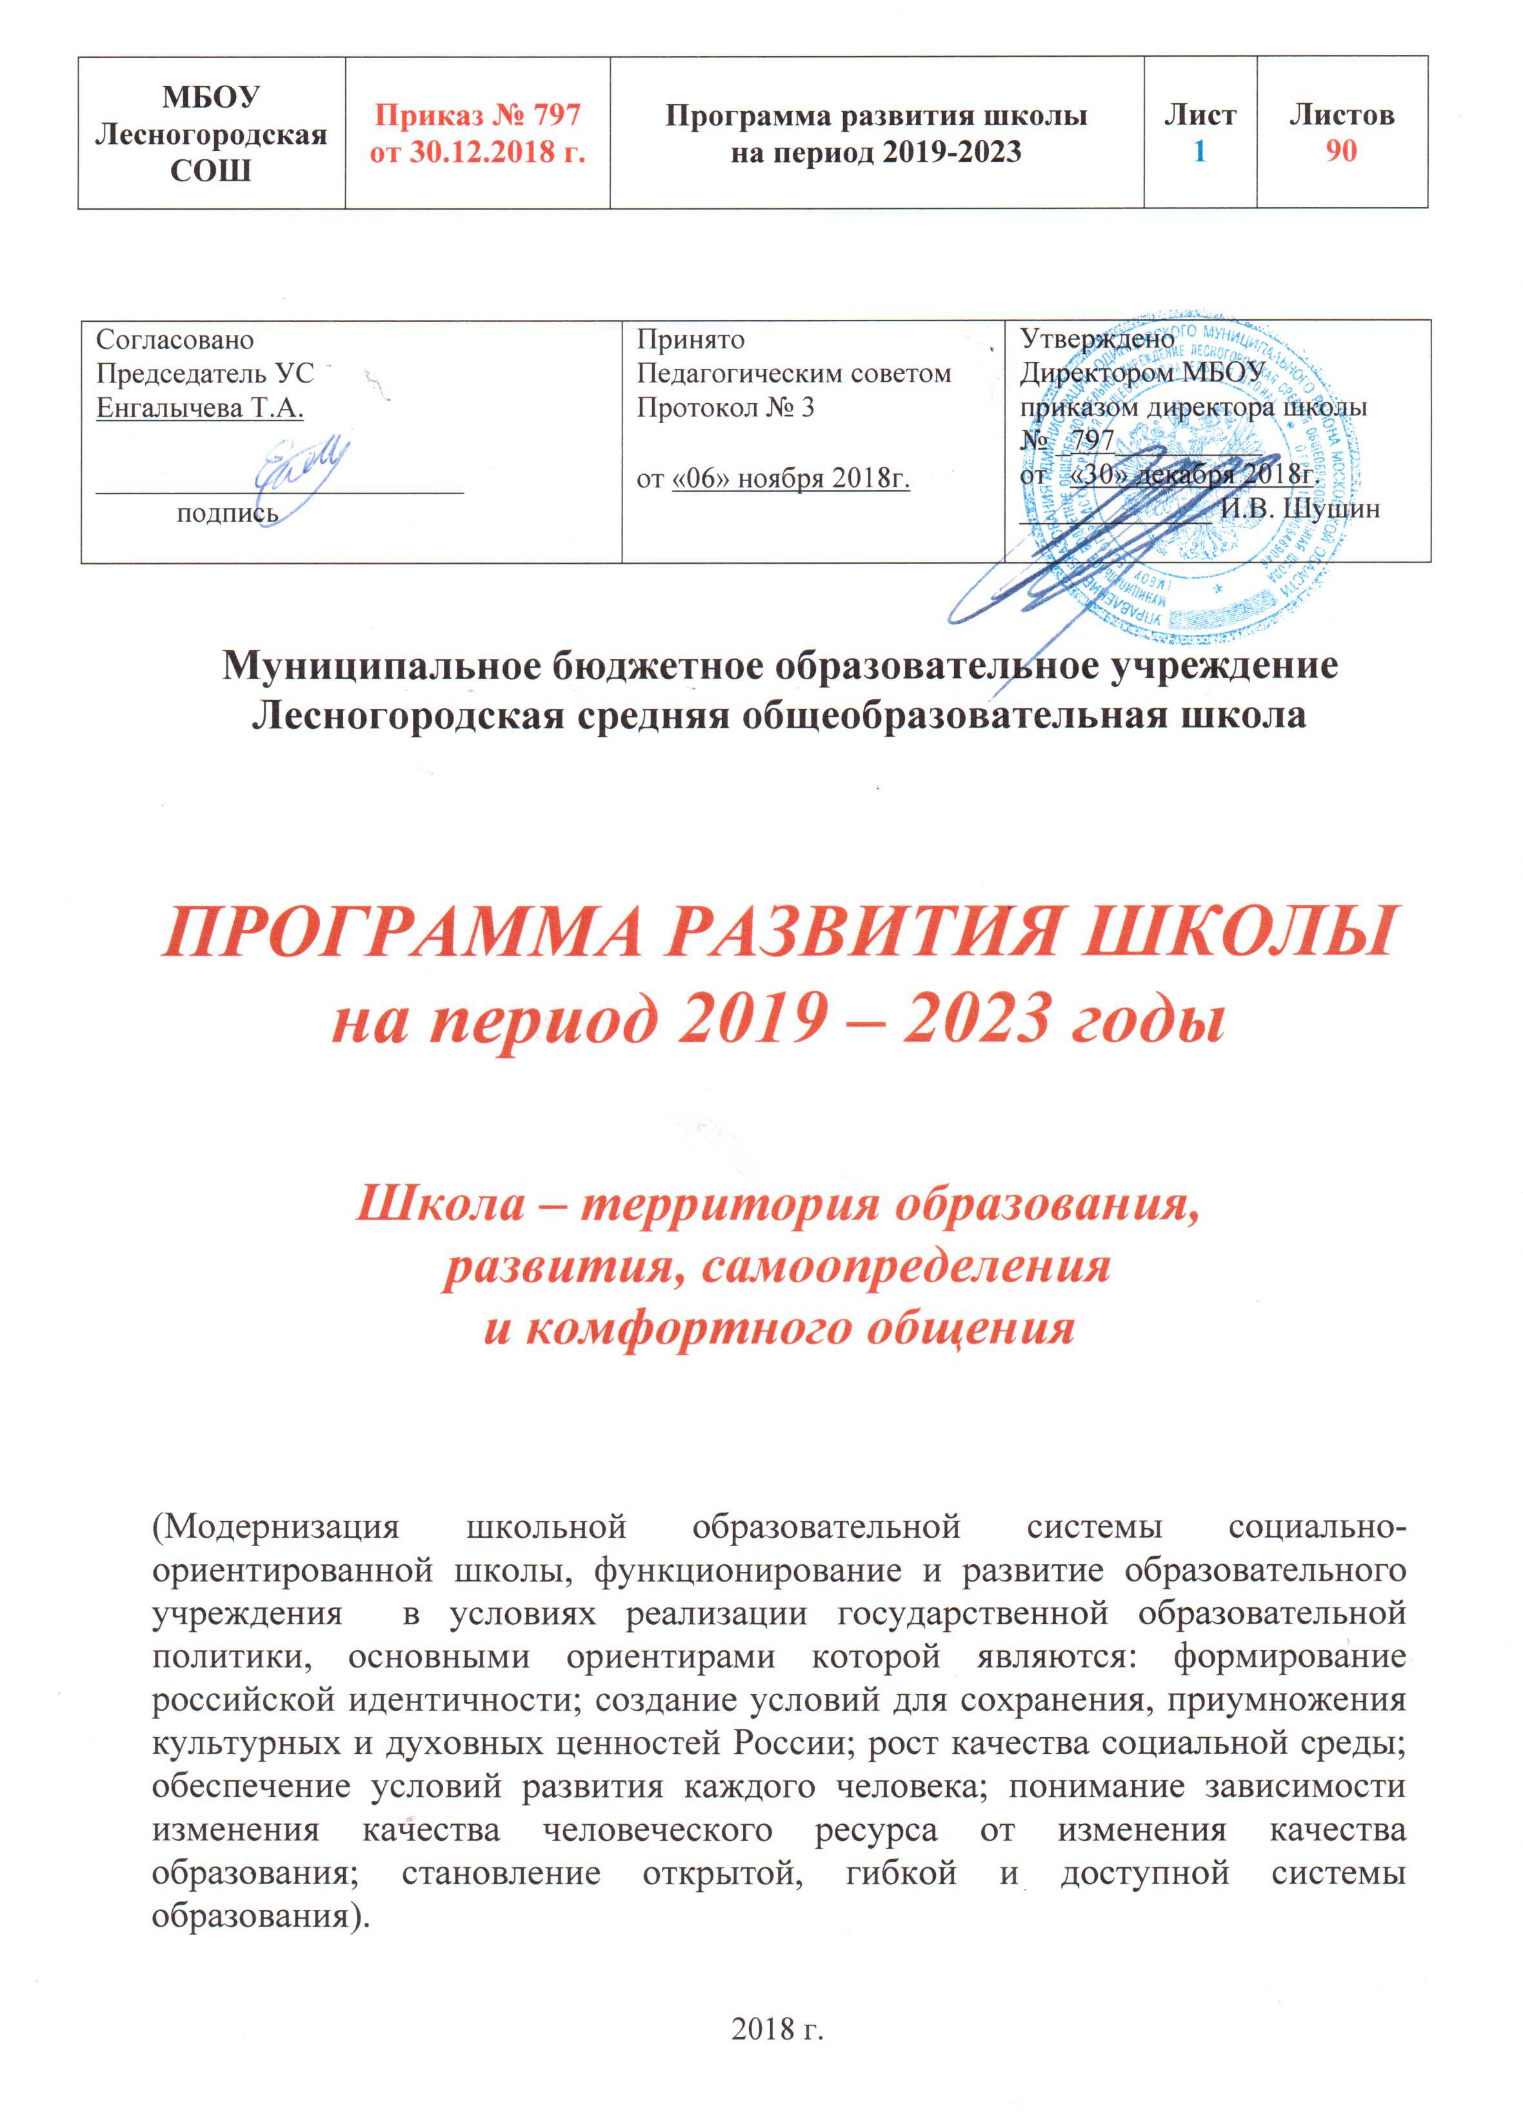 МБОУ
Лесногородская
СОШ
Приказ № 797
от 30.12.2018 г.
Программа развития школы
на период 2019-2023
Лист
1
Листов
90
Согласовано
Председатель УС
Енгалычева Т.А.
подпись
Принято
Педагогическим советом
Протокол № 3
от «06» ноября 2018г.
Утверждено
Директором МБОУ
приказом директора школы
№ 797
от «30» декабря 2018г.
И.В. Шушин
Муниципальное бюджетное образовательное учреждение
Лесногородская средняя общеобразовательная школа
ПРОГРАММА РАЗВИТИЯ ШКОЛЫ
на период 2019 – 2023 годы
Школа – территория образования,
развития, самоопределения
и комфортного общения
(Модернизация школьной образовательной системы социально-
ориентированной школы, функционирование и развитие образовательного
учреждения в условиях реализации государственной образовательной
политики, основными ориентирами которой являются: формирование
российской идентичности; создание условий для сохранения, приумножения
культурных и духовных ценностей России; рост качества социальной среды;
обеспечение условий развития каждого человека; понимание зависимости
изменения качества человеческого ресурса от изменения качества
образования; становление открытой, гибкой и доступной системы
образования).
2018 г.